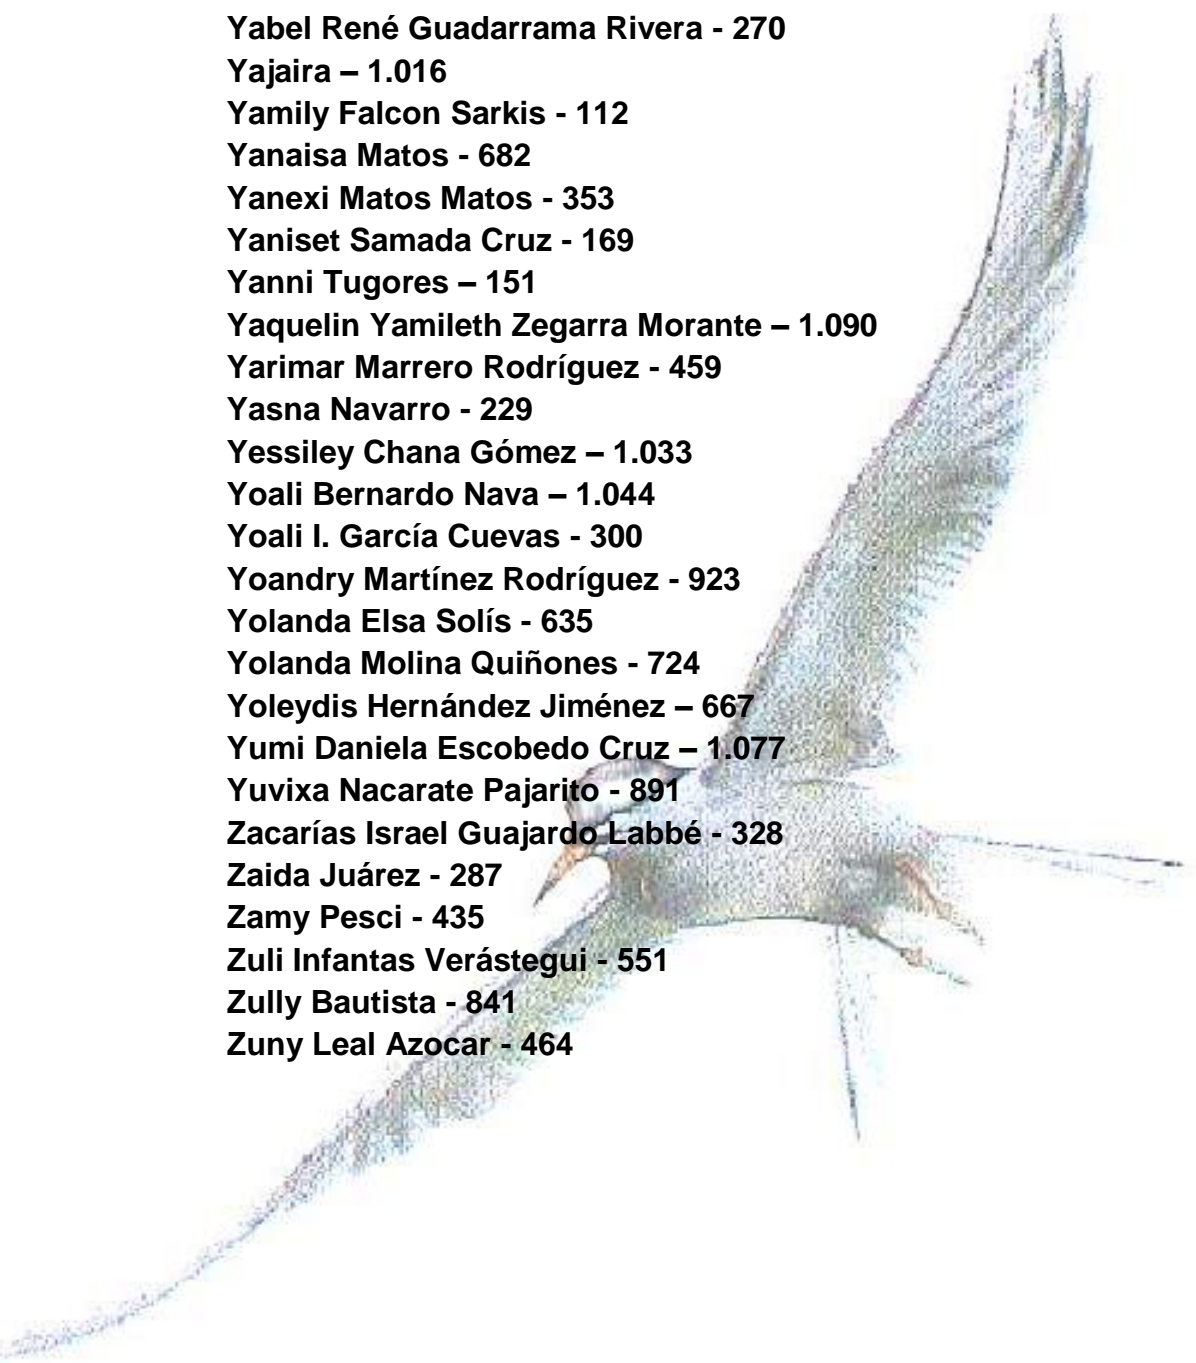 Yabel René Guadarrama Rivera - 270
Yajaira – 1.016
Yamily Falcon Sarkis - 112
Yanaisa Matos - 682
Yanexi Matos Matos - 353
Yaniset Samada Cruz - 169
Yanni Tugores – 151
Yaquelin Yamileth Zegarra Morante – 1.090
Yarimar Marrero Rodríguez - 459
Yasna Navarro - 229
Yessiley Chana Gómez – 1.033
Yoali Bernardo Nava – 1.044
Yoali I. García Cuevas - 300
Yoandry Martínez Rodríguez - 923
Yolanda Elsa Solís - 635
Yolanda Molina Quiñones - 724
Yoleydis Hernández Jiménez – 667
Yumi Daniela Escobedo Cruz – 1.077
Yuvixa Nacarate Pajarito - 891
Zacarías Israel Guajardo Labbé - 328
Zaida Juárez - 287
Zamy Pesci - 435
Zuli Infantas Verástegui - 551
Zully Bautista - 841
Zuny Leal Azocar - 464